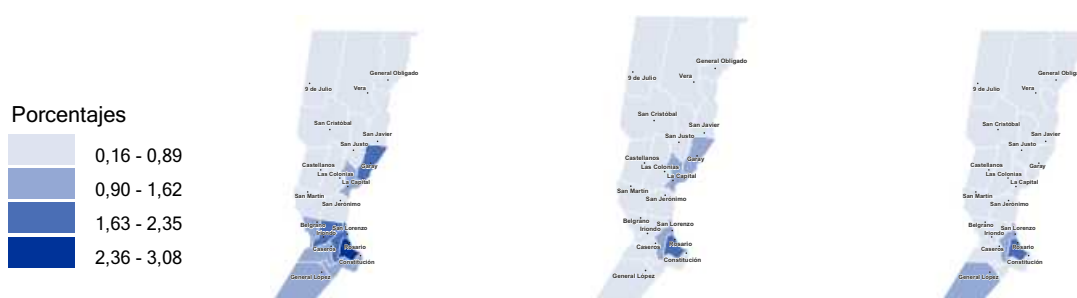 Porcentajes
0,16 - 0,89
0,90 - 1,62
1,63 - 2,35
2,36 - 3,08
General Obligado
9 de Julio
Vera
San Cristóbal
San Javier
San Justo
Castellanos
Garay
Las Colonias
La Capital
San Martín
San Jerónimo
Belgrano
San Lorenzo
Iriondo
Caseros
Rosario
Constitución
General López
General Obligado
9 de Julio
Vera
San Cristóbal
San Javier
San Justo
Castellanos
Garay
Las Colonias
La Capital
San Martín
San Jerónimo
Belgrano
San Lorenzo
Iriondo
Caseros
Rosario
Constitución
General López
General Oblig
9 de Julio
Vera
San Cristóbal
San Javier
San Justo
Castellanos
Garay
Las Colonias
La Capital
San Martín
San Jerónimo
Belgrano
San Lorenzo
Iriondo
Caseros
Rosario
Constitución
General López